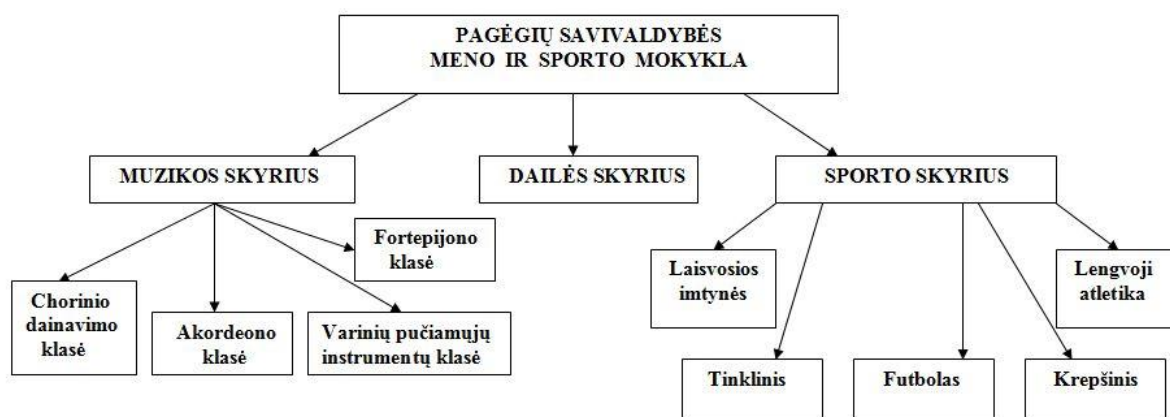 PAGĖGIŲ SAVIVALDYBĖS
MENO IR SPORTO MOKYKLA
MUZIKOS SKYRIUS
DAILĖS SKYRIUS
SPORTO SKYRIUS
Fortepijono
klasė
Chorinio
dainavimo
klasė
Akordeono
klasė
Varinių pučiamųjų
instrumentų klasė
Laisvosios
imtynės
Lengvoji
atletika
Tinklinis
Futbolas
Krepšinis